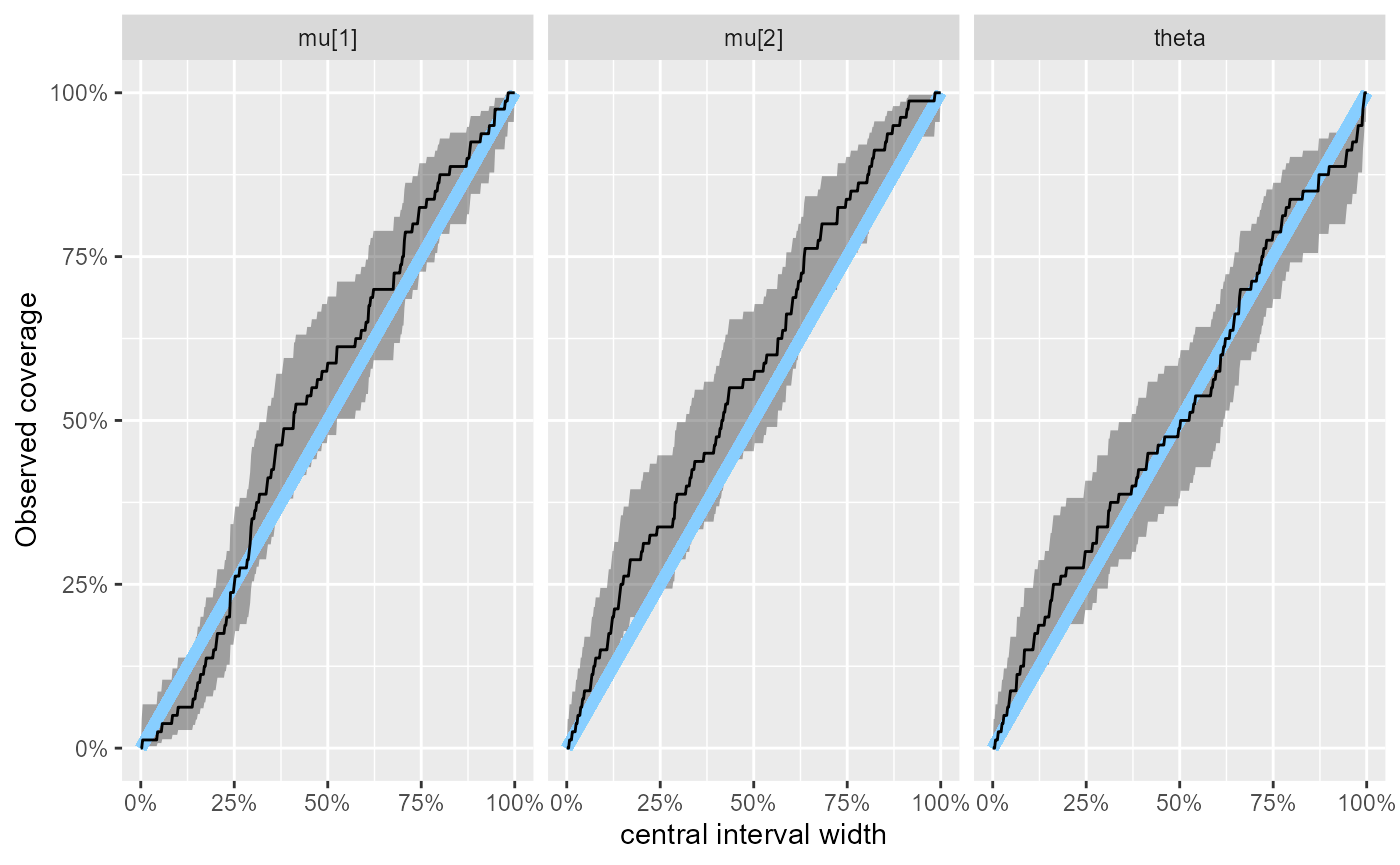 mu[1] mu[2] theta
100%
75%
50%
25%
0%
Observed coverage
0% 25% 50% 75% 100% 0% 25% 50% 75% 100% 0% 25% 50% 75% 100%
central interval width